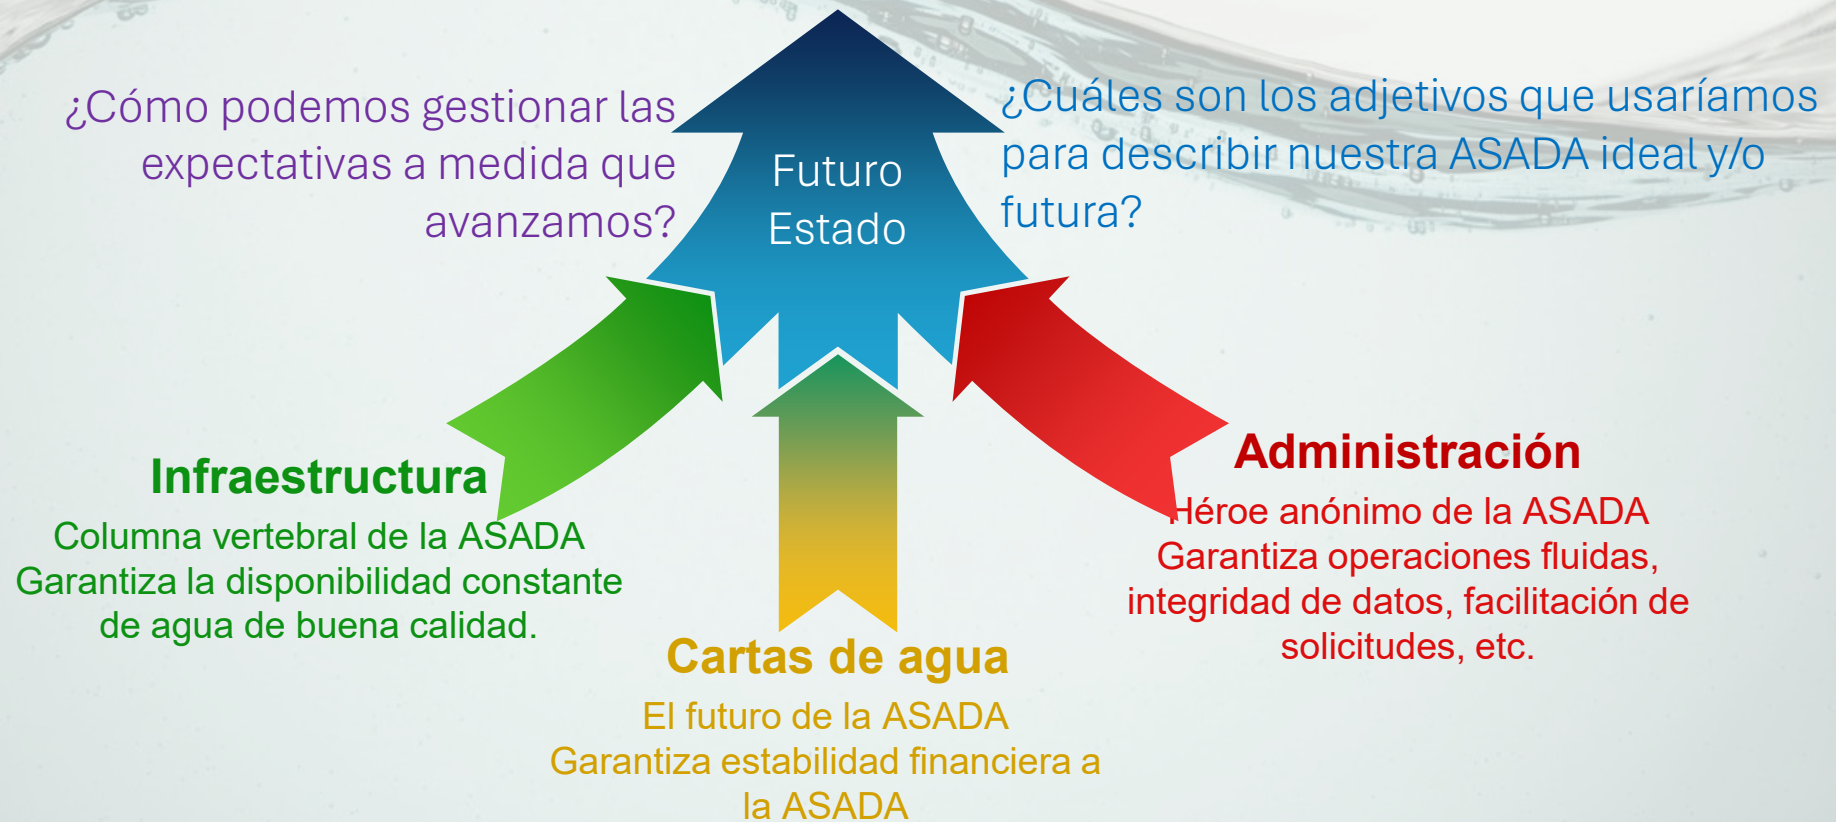 ¿Cómo podemos gestionar las
expectativas a medida que
avanzamos?
Futuro
Estado
¿Cuáles son los adjetivos que usaríamos
para describir nuestra ASADA ideal y/o
futura?
Infraestructura
Columna vertebral de la ASADA
Garantiza la disponibilidad constante
de agua de buena calidad.
Cartas de agua
El futuro de la ASADA
Garantiza estabilidad financiera a
la ASADA
Administración
Héroe anónimo de la ASADA
Garantiza operaciones fluidas,
integridad de datos, facilitación de
solicitudes, etc.